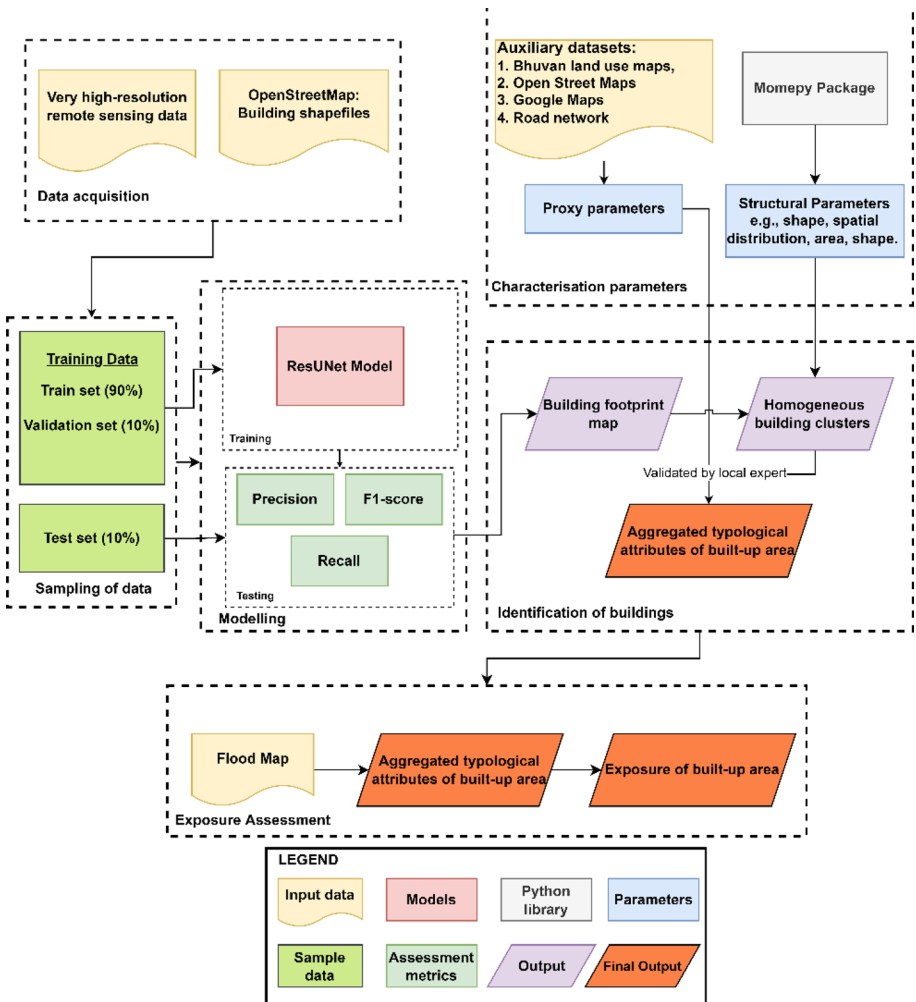 Very high-resolution
remote sensing data
OpenStreetMap:
Building shapefiles
Data acquisition
Auxiliary datasets:
1. Bhuvan land use maps,
2. Open Street Maps
3. Google Maps
4. Road network
Momepy Package
Proxy parameters
Structural Parameters
e.g., shape, spatial
distribution, area, shape.
Characterisation parameters
Training Data
Train set (90%)
Validation set (10%)
Test set (10%)
Sampling of data
ResUNet Model
Training
Precision
F1-score
Recall
Testing
Modelling
Building footprint
map
Homogeneous
building clusters
Validated by local expert
Aggregated typological
attributes of built-up area
Identification of buildings
Flood Map
Aggregated typological
attributes of built-up area
Exposure of built-up area
Exposure Assessment
LEGEND
Input data
Models
Python
library
Parameters
Sample
data
Assessment
metrics
Output
Final Output